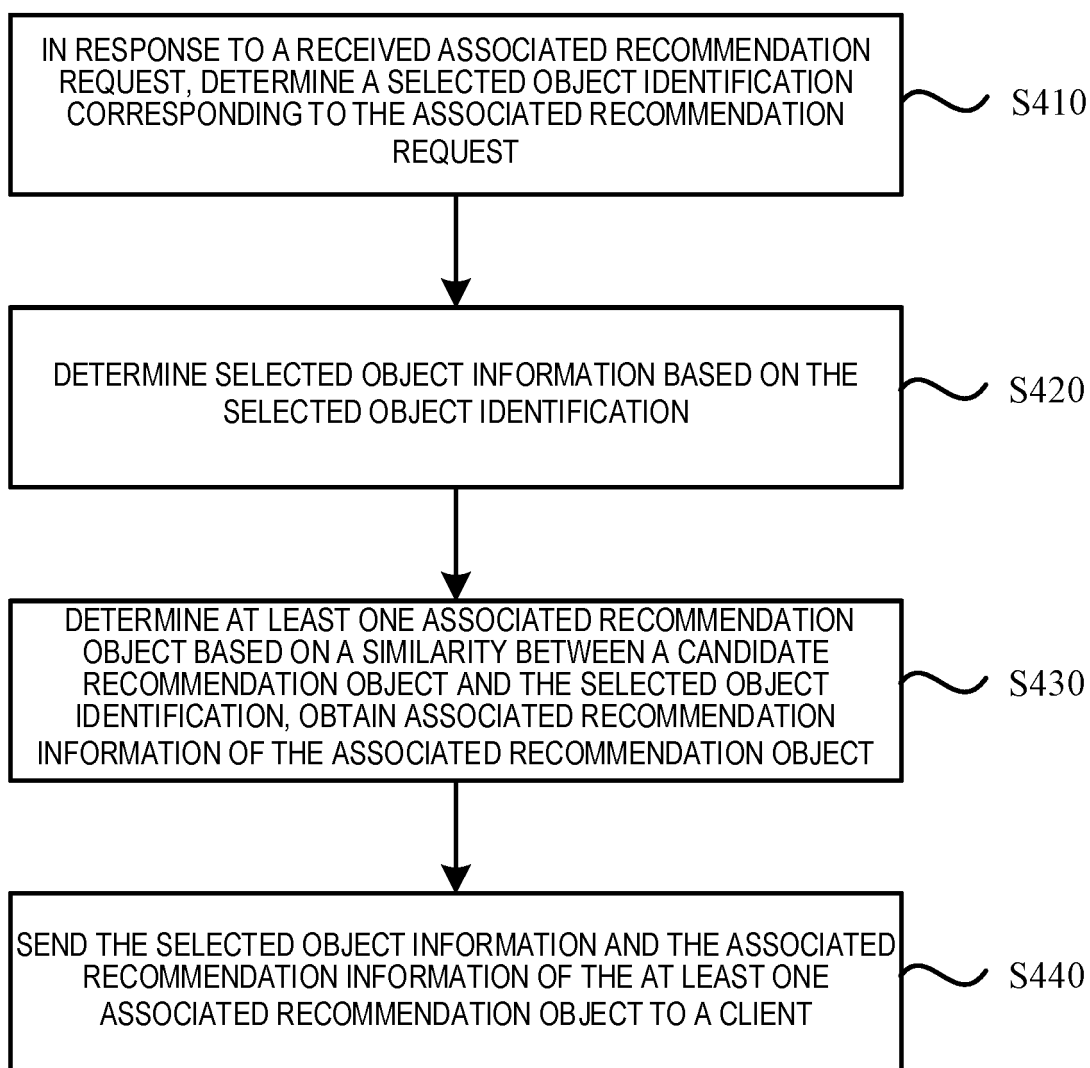 IN RESPONSE TO A RECEIVED ASSOCIATED RECOMMENDATION
REQUEST, DETERMINE A SELECTED OBJECT IDENTIFICATION
CORRESPONDING TO THE ASSOCIATED RECOMMENDATION
REQUEST
S410
DETERMINE SELECTED OBJECT INFORMATION BASED ON THE
SELECTED OBJECT IDENTIFICATION
S420
DETERMINE AT LEAST ONE ASSOCIATED RECOMMENDATION
OBJECT BASED ON A SIMILARITY BETWEEN A CANDIDATE
RECOMMENDATION OBJECT AND THE SELECTED OBJECT
IDENTIFICATION, OBTAIN ASSOCIATED RECOMMENDATION
INFORMATION OF THE ASSOCIATED RECOMMENDATION OBJECT
S430
SEND THE SELECTED OBJECT INFORMATION AND THE ASSOCIATED
RECOMMENDATION INFORMATION OF THE AT LEAST ONE
ASSOCIATED RECOMMENDATION OBJECT TO A CLIENT
S440